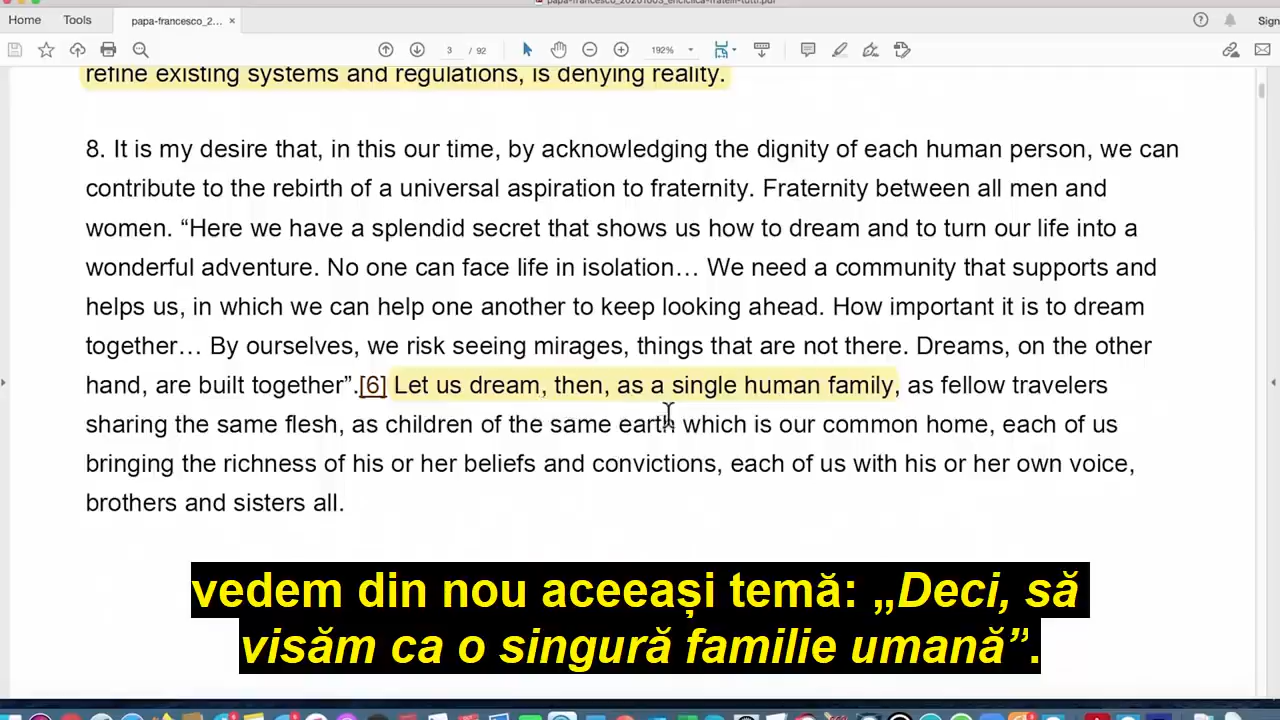 papa-francesco_20201003_enciclica-fratelli-tutti.pdf
Home Tools papa-francesco_2... × Sign
3 / 92 192%
refine existing systems and regulations, is denying reality.
8. It is my desire that, in this our time, by acknowledging the dignity of each human person, we can
contribute to the rebirth of a universal aspiration to fraternity. Fraternity between all men and
women. “Here we have a splendid secret that shows us how to dream and to turn our life into a
wonderful adventure. No one can face life in isolation… We need a community that supports and
helps us, in which we can help one another to keep looking ahead. How important it is to dream
together… By ourselves, we risk seeing mirages, things that are not there. Dreams, on the other
hand, are built together”.[6] Let us dream, then, as a single human family, as fellow travelers
sharing the same flesh, as children of the same earth which is our common home, each of us
bringing the richness of his or her beliefs and convictions, each of us with his or her own voice,
brothers and sisters all.
vedem din nou aceeași temă: „Deci, să
visăm ca o singură familie umană”.